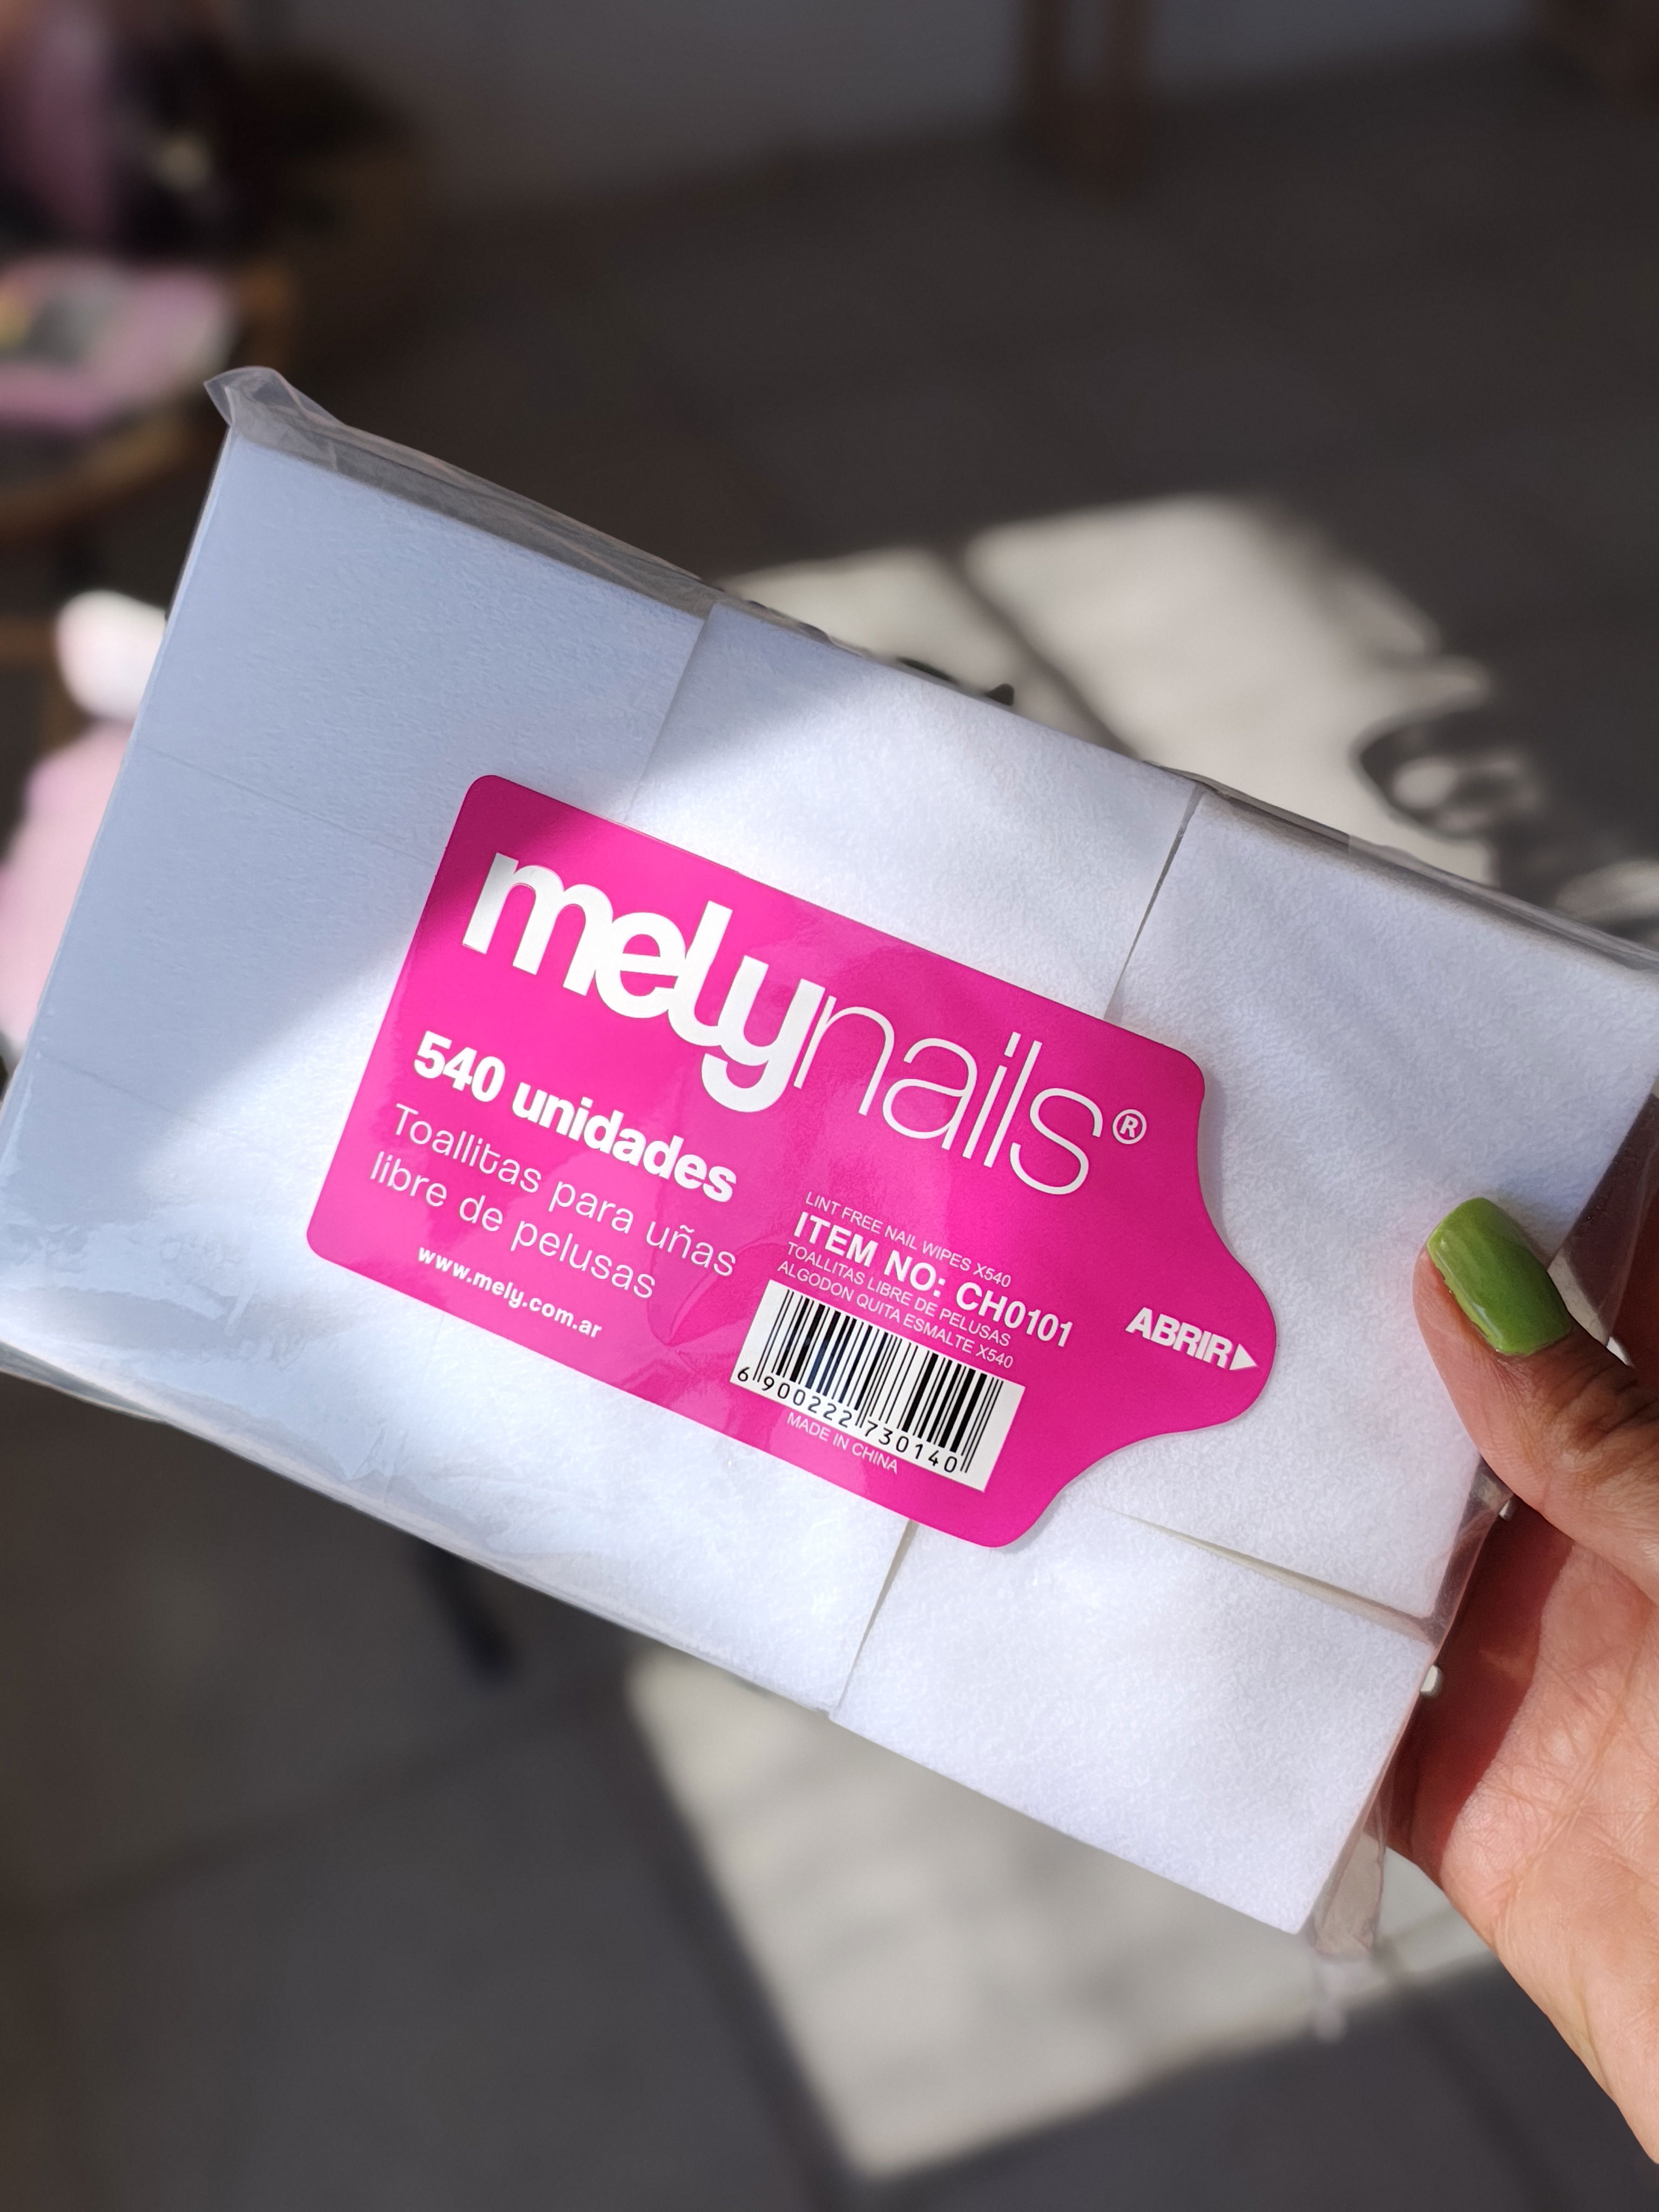 melynails®
540 unidades
Toallitas para uñas
libre de pelusas
www.mely.com.ar
LINT FREE NAIL WIPES X540
ITEM NO: CH0101
TOALLITAS LIBRE DE PELUSAS
ALGODON QUITA ESMALTE X540
6 900222 730140
MADE IN CHINA
ABRIR